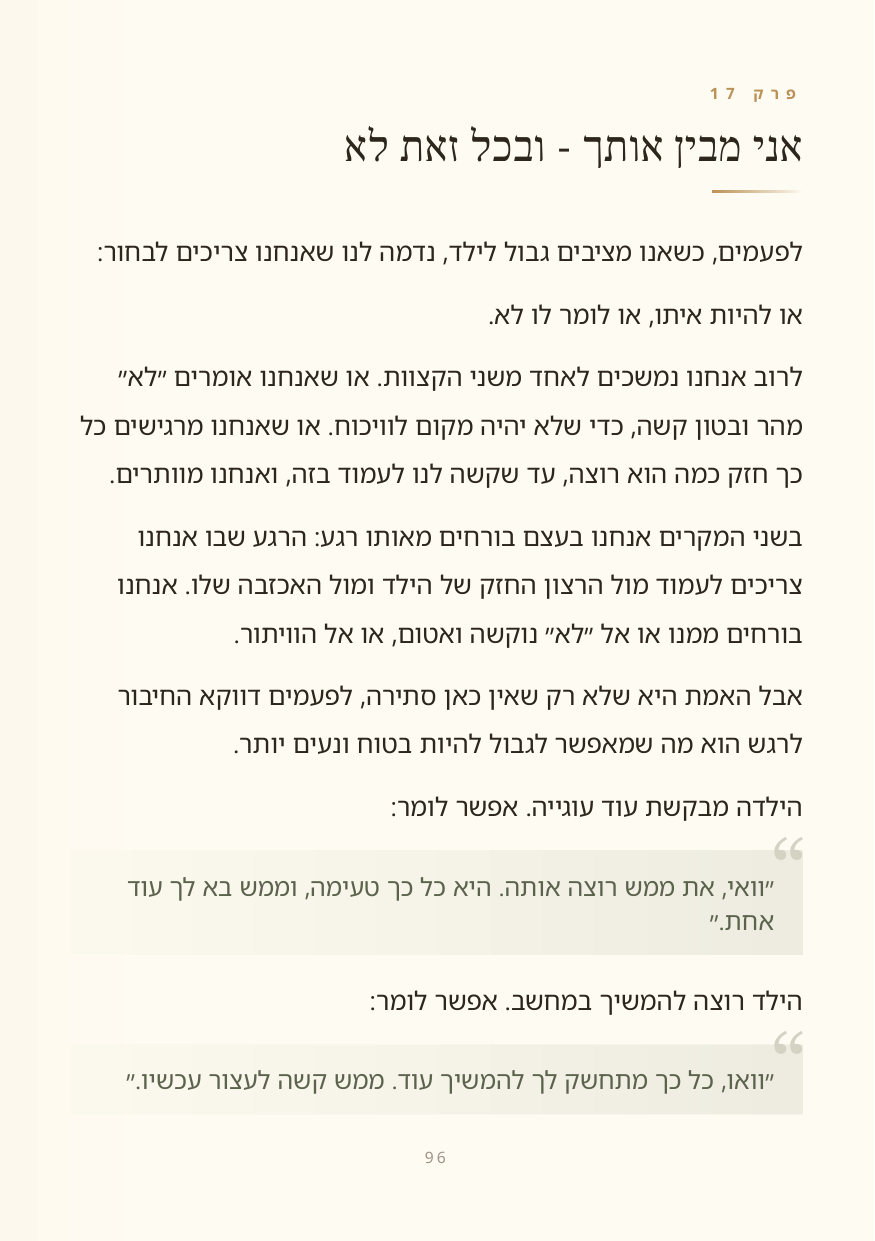 פרק 17
אני מבין אותך - ובכל זאת לא
לפעמים, כשאנו מציבים גבול לילד, נדמה לנו שאנחנו צריכים לבחור:
או להיות איתו, או לומר לו לא.
לרוב אנחנו נמשכים לאחד משני הקצוות. או שאנחנו אומרים ״לא״
מהר ובטון קשה, כדי שלא יהיה מקום לוויכוח. או שאנחנו מרגישים כל
כך חזק כמה הוא רוצה, עד שקשה לנו לעמוד בזה, ואנחנו מוותרים.
בשני המקרים אנחנו בעצם בורחים מאותו רגע: הרגע שבו אנחנו
צריכים לעמוד מול הרצון החזק של הילד ומול האכזבה שלו. אנחנו
בורחים ממנו או אל ״לא״ נוקשה ואטום, או אל הוויתור.
אבל האמת היא שלא רק שאין כאן סתירה, לפעמים דווקא החיבור
לרגש הוא מה שמאפשר לגבול להיות בטוח ונעים יותר.
הילדה מבקשת עוד עוגייה. אפשר לומר:
״וואי, את ממש רוצה אותה. היא כל כך טעימה, וממש בא לך עוד
אחת.״
הילד רוצה להמשיך במחשב. אפשר לומר:
״וואו, כל כך מתחשק לך להמשיך עוד. ממש קשה לעצור עכשיו.״
96